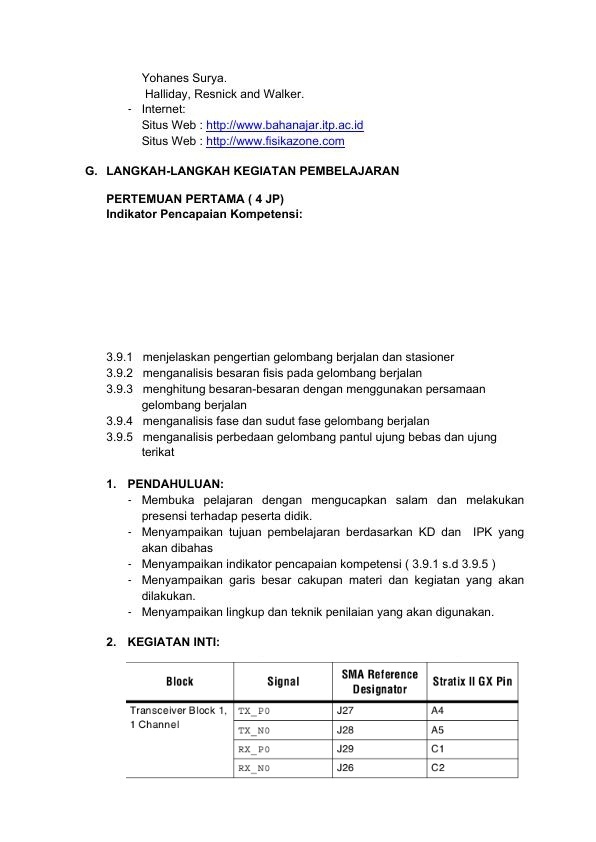 Yohanes Surya.
Halliday, Resnick and Walker.
- Internet:
Situs Web : http://www.bahanajar.itp.ac.id
Situs Web : http://www.fisikazone.com
G. LANGKAH-LANGKAH KEGIATAN PEMBELAJARAN
PERTEMUAN PERTAMA ( 4 JP)
Indikator Pencapaian Kompetensi:
3.9.1 menjelaskan pengertian gelombang berjalan dan stasioner
3.9.2 menganalisis besaran fisis pada gelombang berjalan
3.9.3 menghitung besaran-besaran dengan menggunakan persamaan
gelombang berjalan
3.9.4 menganalisis fase dan sudut fase gelombang berjalan
3.9.5 menganalisis perbedaan gelombang pantul ujung bebas dan ujung
terikat
1. PENDAHULUAN:
- Membuka pelajaran dengan mengucapkan salam dan melakukan
presensi terhadap peserta didik.
- Menyampaikan tujuan pembelajaran berdasarkan KD dan IPK yang
akan dibahas
- Menyampaikan indikator pencapaian kompetensi ( 3.9.1 s.d 3.9.5 )
- Menyampaikan garis besar cakupan materi dan kegiatan yang akan
dilakukan.
- Menyampaikan lingkup dan teknik penilaian yang akan digunakan.
2. KEGIATAN INTI:
Block Signal SMA Reference Designator Stratix II GX Pin
Transceiver Block 1, TX_P0 J27 A4
1 Channel TX_N0 J28 A5
RX_P0 J29 C1
RX_N0 J26 C2